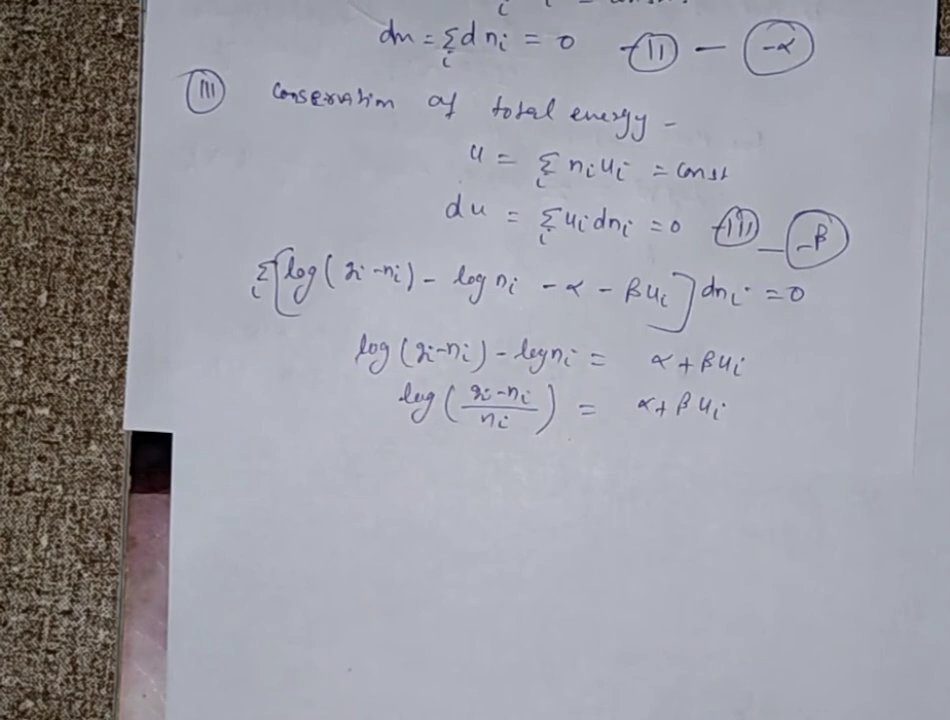 dn = Σ_i dn_i = 0 —(II) — (-α)
(III) Conservation of total energy -
u = Σ_i n_i u_i = const
du = Σ_i u_i dn_i = 0 —(III) — (-β)
Σ_i [log(g_i - n_i) - log n_i - α - βu_i] dn_i = 0
log(g_i - n_i) - log n_i = α + βu_i
log((g_i - n_i)/n_i) = α + βu_i